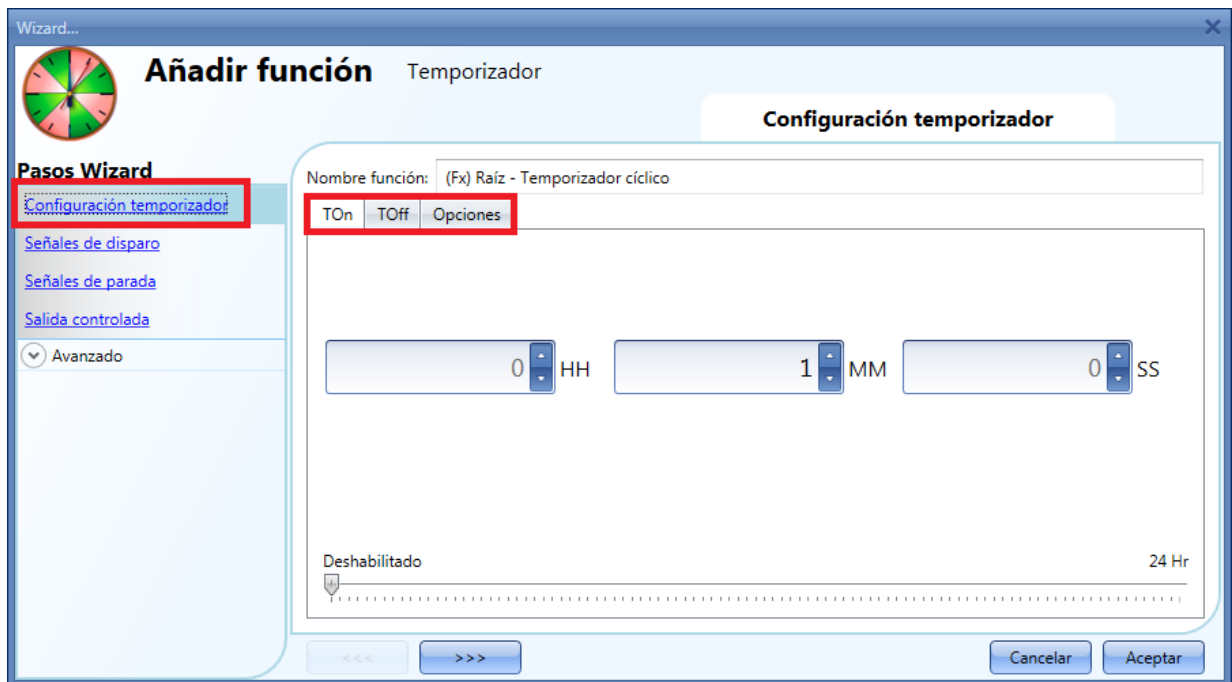 Wizard...
Añadir función Temporizador
Configuración temporizador
Pasos Wizard
Configuración temporizador
Señales de disparo
Señales de parada
Salida controlada
Avanzado
Nombre función: (Fx) Raíz - Temporizador cíclico
TOn TOff Opciones
0 HH 1 MM 0 SS
Deshabilitado 24 Hr
<<< >>> Cancelar Aceptar